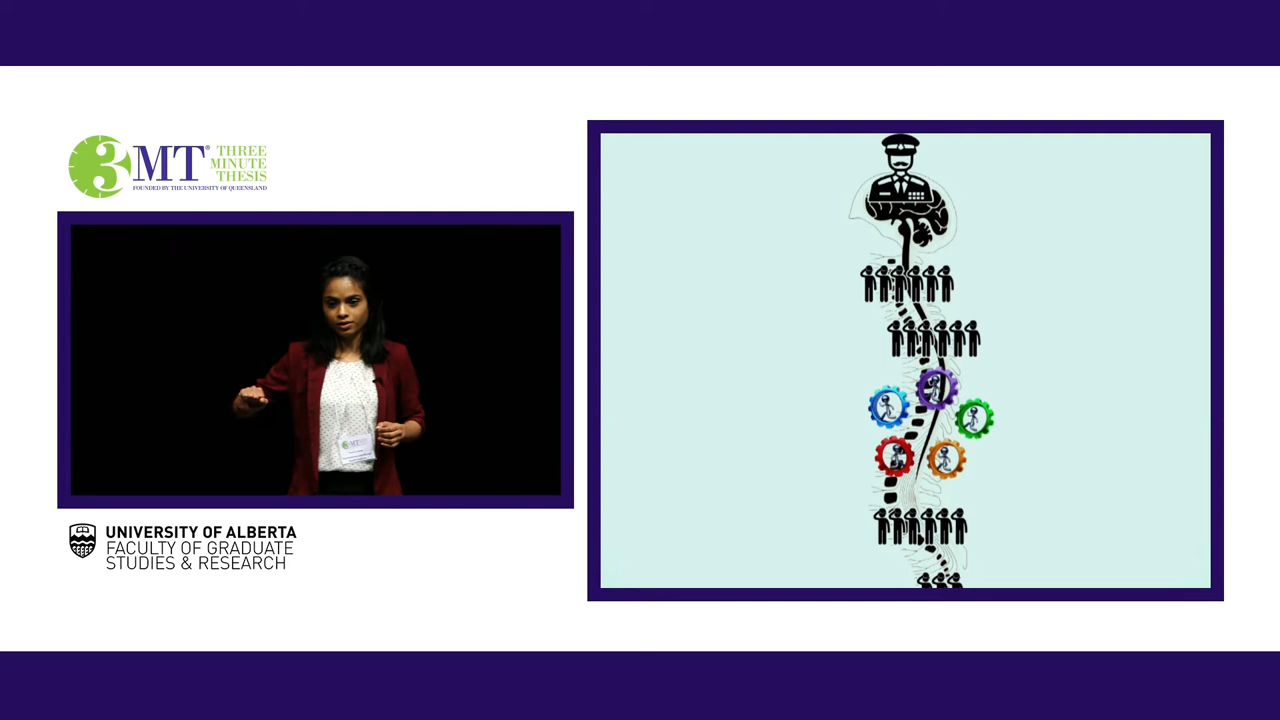 3MT® THREE
MINUTE
THESIS
FOUNDED BY THE UNIVERSITY OF QUEENSLAND
UNIVERSITY OF ALBERTA
FACULTY OF GRADUATE
STUDIES & RESEARCH